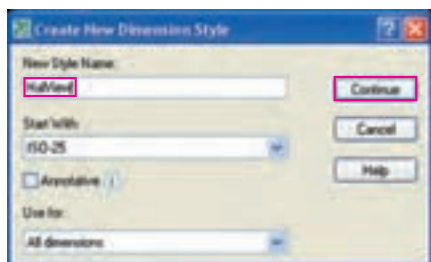 Create New Dimension Style
New Style Name:
HalView
Continue
Start With:
ISO-25
Cancel
Annotative
Help
Use for:
All dimensions